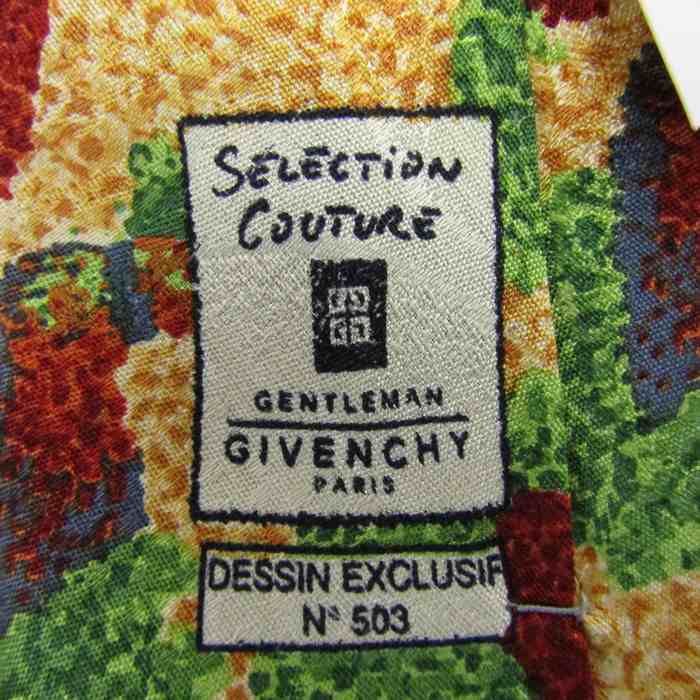 SELECTION
COUTURE
GENTLEMAN
GIVENCHY
PARIS
DESSIN EXCLUSIF
N° 503